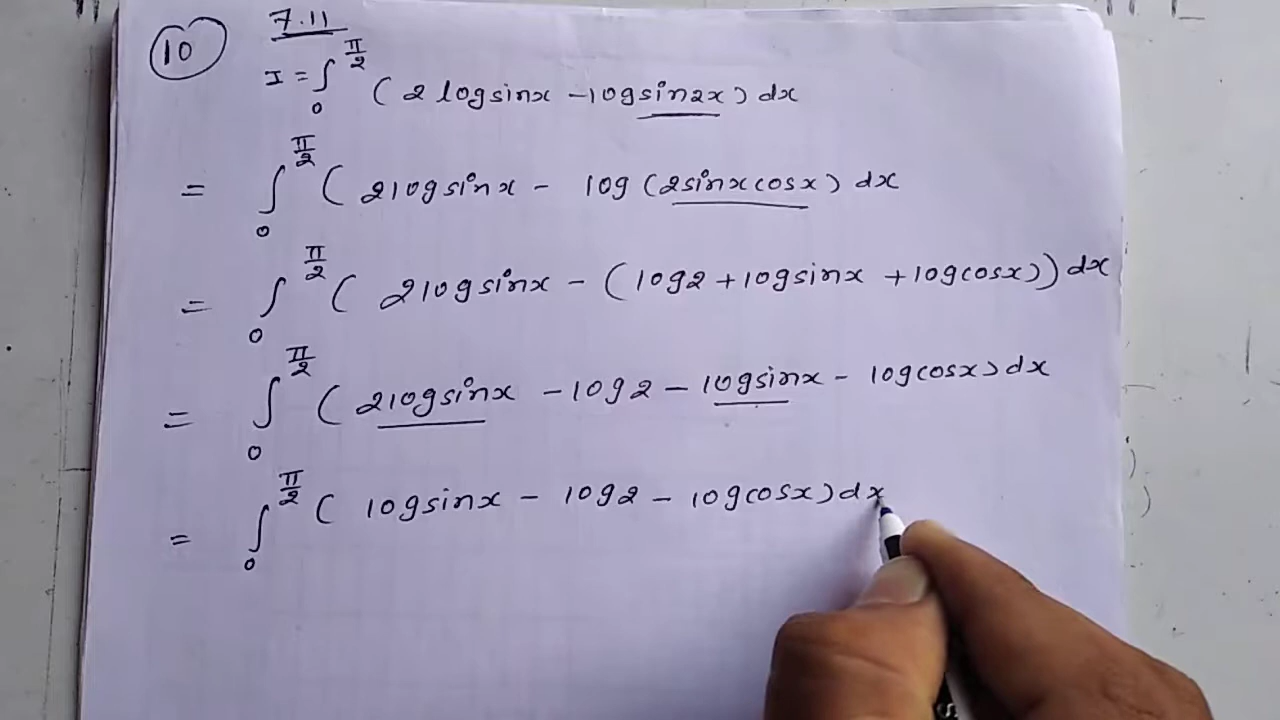 10 7.11
I = ∫₀^{π/2} ( 2 log sinx - log sin2x ) dx
= ∫₀^{π/2} ( 2 log sinx - log ( 2 sinx cosx ) dx
= ∫₀^{π/2} ( 2 log sinx - ( log2 + log sinx + log cosx ) ) dx
= ∫₀^{π/2} ( 2 log sinx - log2 - log sinx - log cosx ) dx
= ∫₀^{π/2} ( log sinx - log2 - log cosx ) dx